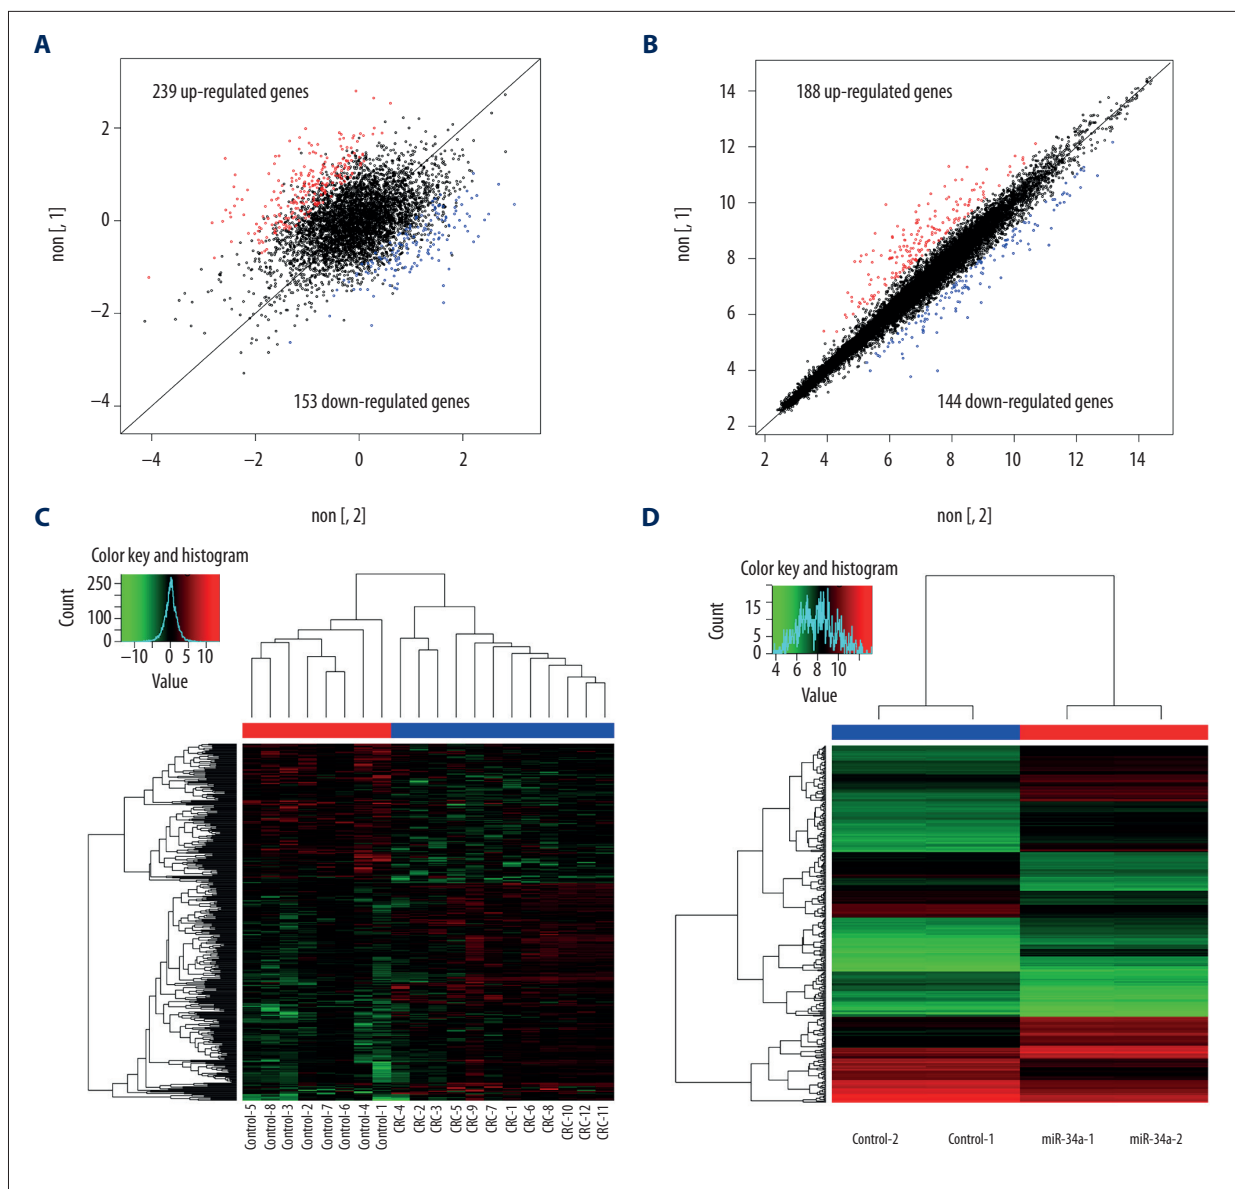 A
239 up-regulated genes
153 down-regulated genes
non [, 1]
2
0
−2
−4
−4
−2
0
2
non [, 2]
B
188 up-regulated genes
144 down-regulated genes
non [, 1]
14
12
10
8
6
4
2
2
4
6
8
10
12
14
non [, 2]
C
Color key and histogram
Count
250
150
100
50
0
−10
0
5
10
Value
Control-5
Control-8
Control-3
Control-2
Control-7
Control-6
Control-4
Control-1
CRC-4
CRC-2
CRC-3
CRC-5
CRC-9
CRC-7
CRC-1
CRC-6
CRC-8
CRC-10
CRC-12
CRC-11
D
Color key and histogram
Count
15
5
0
4
6
8
10
Value
Control-2
Control-1
miR-34a-1
miR-34a-2